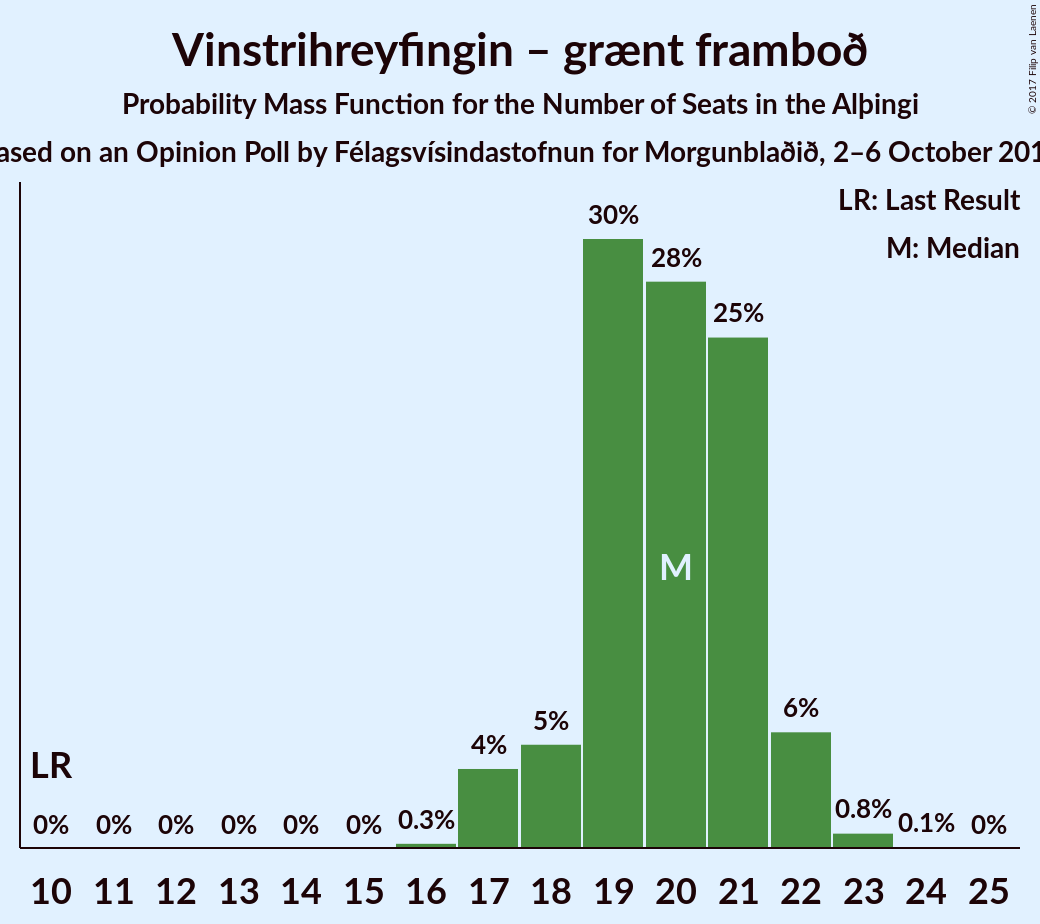 Vinstrihreyfingin – grænt framboð
Probability Mass Function for the Number of Seats in the Alþingi
ased on an Opinion Poll by Félagsvísindastofnun for Morgunblaðið, 2–6 October 201
© 2017 Filip van Laenen
LR: Last Result
M: Median
30%
28%
25%
M
6%
5%
4%
LR
0% 0% 0% 0% 0% 0% 0.3% 0.8% 0.1% 0%
10 11 12 13 14 15 16 17 18 19 20 21 22 23 24 25